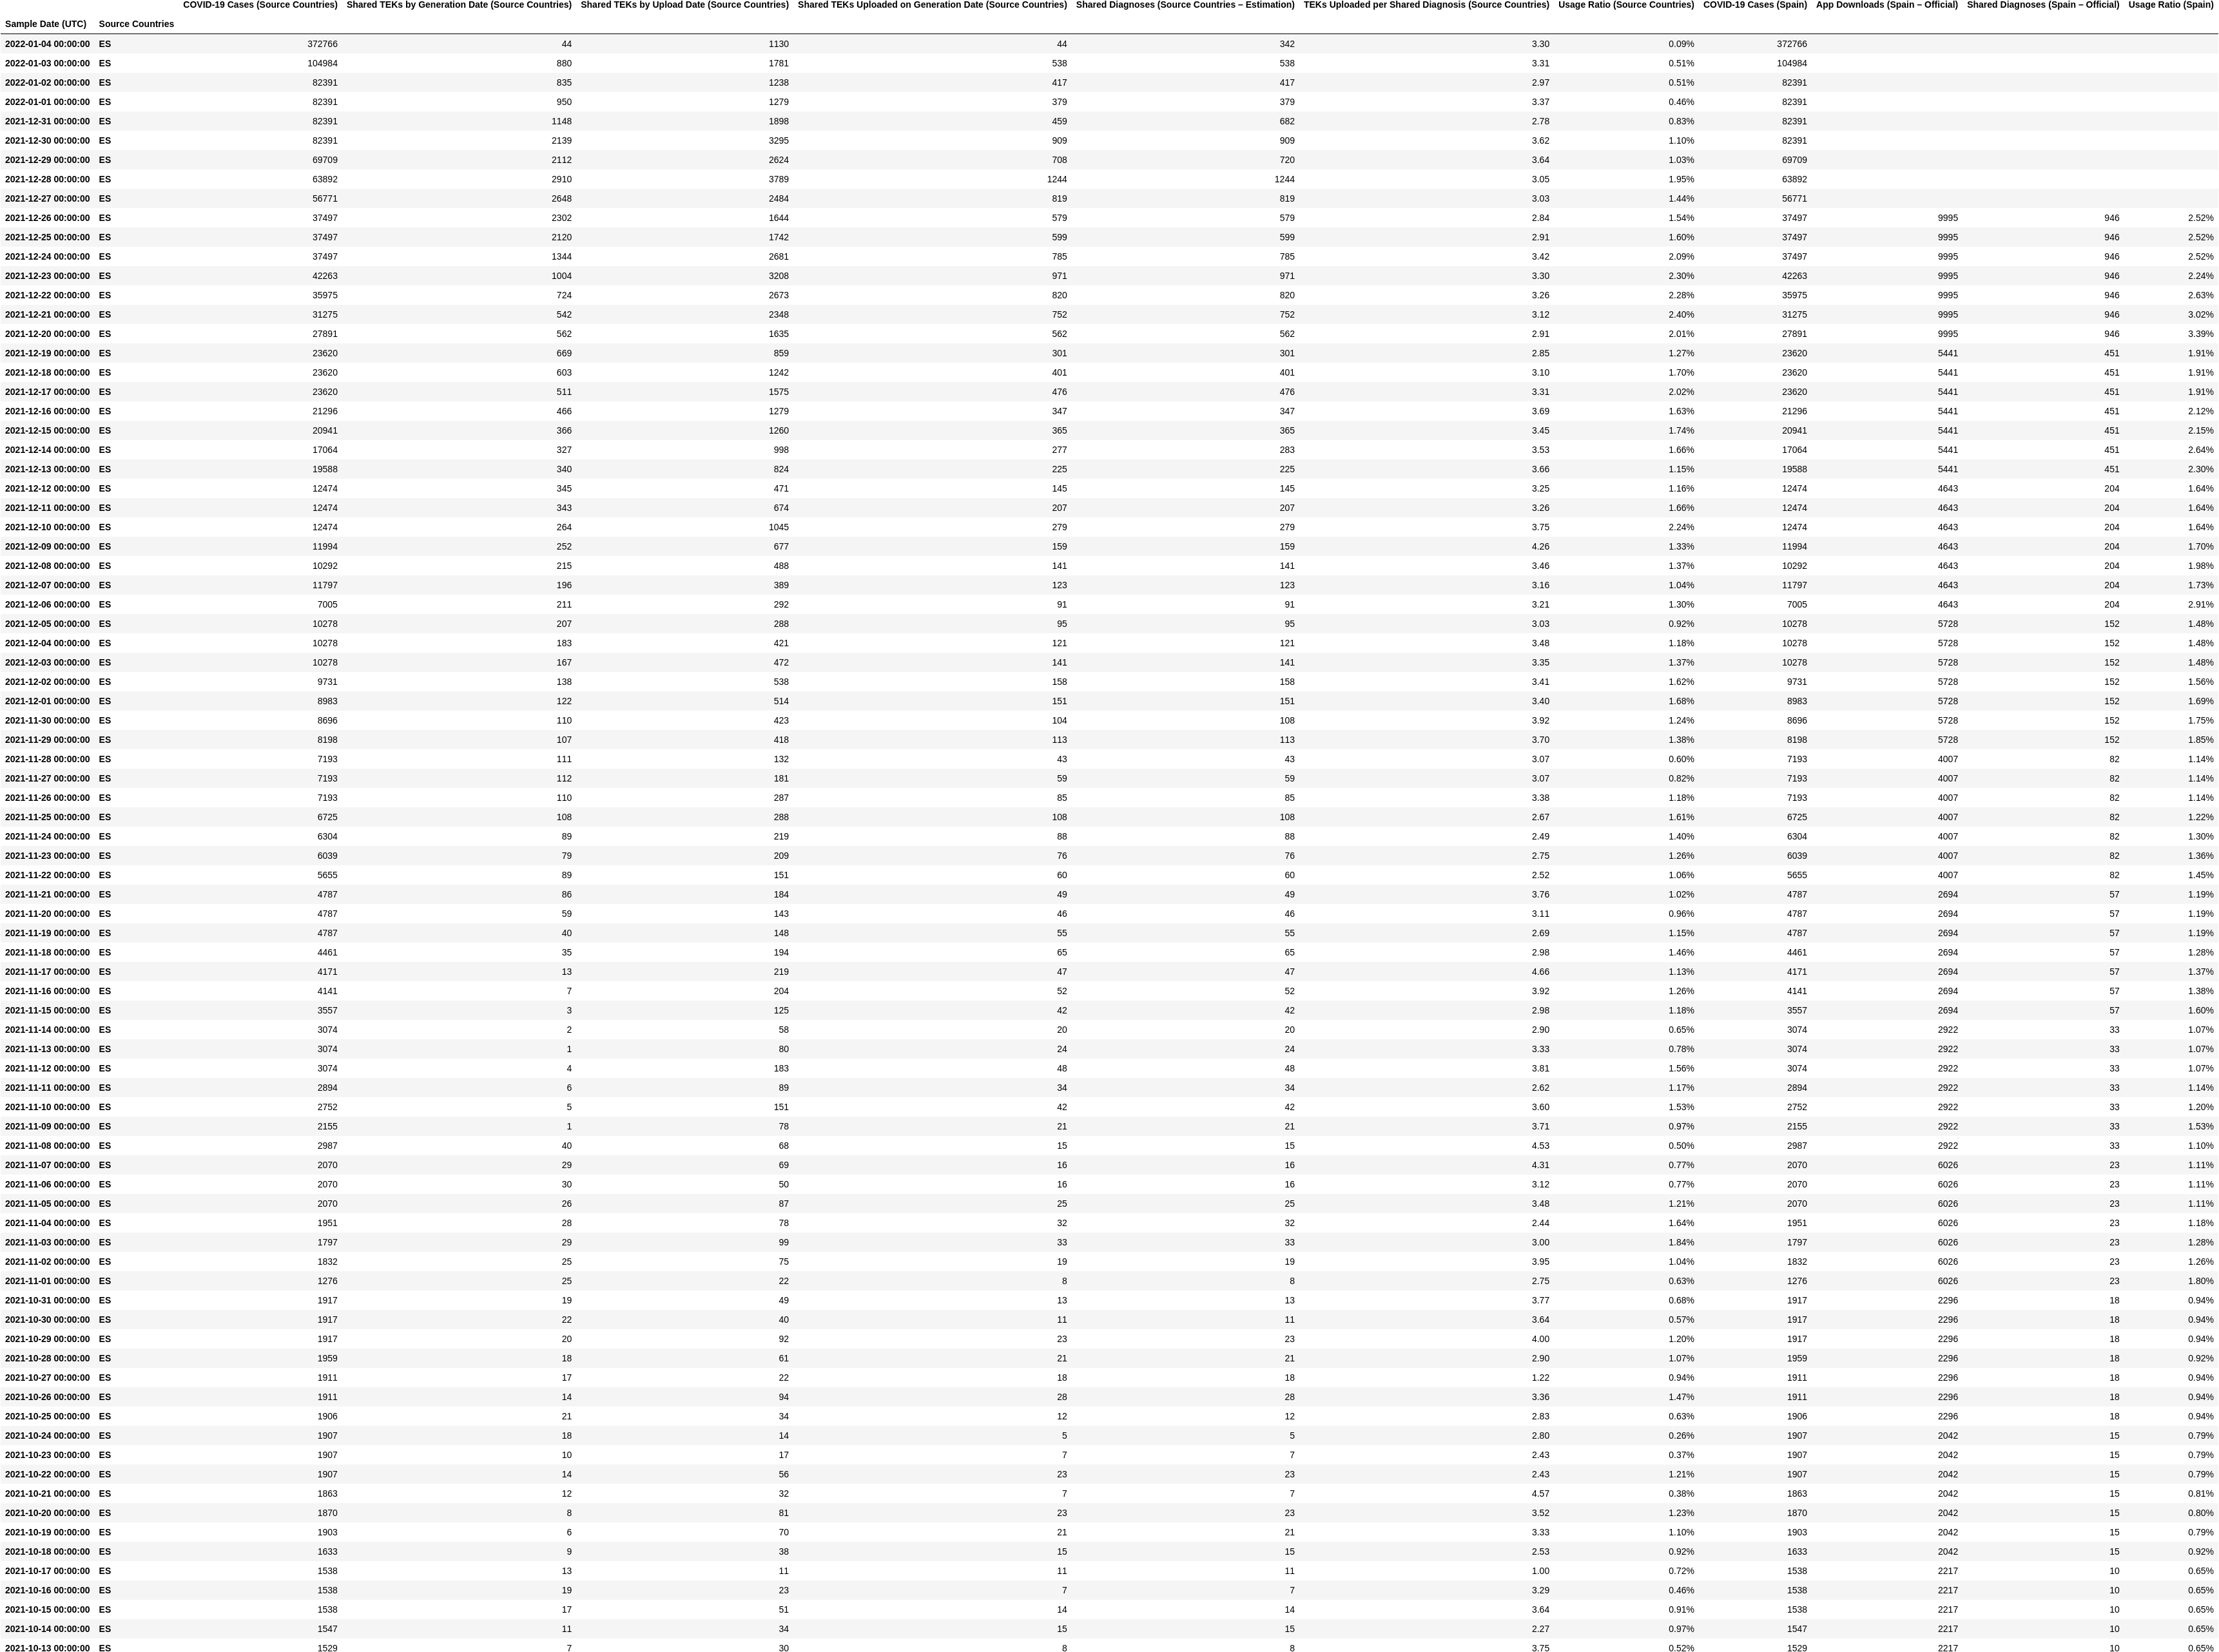 COVID-19 Cases (Source Countries) Shared TEKs by Generation Date (Source Countries) Shared TEKs by Upload Date (Source Countries) Shared TEKs Uploaded on Generation Date (Source Countries) Shared Diagnoses (Source Countries – Estimation) TEKs Uploaded per Shared Diagnosis (Source Countries) Usage Ratio (Source Countries) COVID-19 Cases (Spain) App Downloads (Spain – Official) Shared Diagnoses (Spain – Official) Usage Ratio (Spain)
Sample Date (UTC) Source Countries
2022-01-04 00:00:00 ES 372766 44 1130 44 342 3.30 0.09% 372766
2022-01-03 00:00:00 ES 104984 880 1781 538 538 3.31 0.51% 104984
2022-01-02 00:00:00 ES 82391 835 1238 417 417 2.97 0.51% 82391
2022-01-01 00:00:00 ES 82391 950 1279 379 379 3.37 0.46% 82391
2021-12-31 00:00:00 ES 82391 1148 1898 459 682 2.78 0.83% 82391
2021-12-30 00:00:00 ES 82391 2139 3295 909 909 3.62 1.10% 82391
2021-12-29 00:00:00 ES 69709 2112 2624 708 720 3.64 1.03% 69709
2021-12-28 00:00:00 ES 63892 2910 3789 1244 1244 3.05 1.95% 63892
2021-12-27 00:00:00 ES 56771 2648 2484 819 819 3.03 1.44% 56771
2021-12-26 00:00:00 ES 37497 2302 1644 579 579 2.84 1.54% 37497 9995 946 2.52%
2021-12-25 00:00:00 ES 37497 2120 1742 599 599 2.91 1.60% 37497 9995 946 2.52%
2021-12-24 00:00:00 ES 37497 1344 2681 785 785 3.42 2.09% 37497 9995 946 2.52%
2021-12-23 00:00:00 ES 42263 1004 3208 971 971 3.30 2.30% 42263 9995 946 2.24%
2021-12-22 00:00:00 ES 35975 724 2673 820 820 3.26 2.28% 35975 9995 946 2.63%
2021-12-21 00:00:00 ES 31275 542 2348 752 752 3.12 2.40% 31275 9995 946 3.02%
2021-12-20 00:00:00 ES 27891 562 1635 562 562 2.91 2.01% 27891 9995 946 3.39%
2021-12-19 00:00:00 ES 23620 669 859 301 301 2.85 1.27% 23620 5441 451 1.91%
2021-12-18 00:00:00 ES 23620 603 1242 401 401 3.10 1.70% 23620 5441 451 1.91%
2021-12-17 00:00:00 ES 23620 511 1575 476 476 3.31 2.02% 23620 5441 451 1.91%
2021-12-16 00:00:00 ES 21296 466 1279 347 347 3.69 1.63% 21296 5441 451 2.12%
2021-12-15 00:00:00 ES 20941 366 1260 365 365 3.45 1.74% 20941 5441 451 2.15%
2021-12-14 00:00:00 ES 17064 327 998 277 283 3.53 1.66% 17064 5441 451 2.64%
2021-12-13 00:00:00 ES 19588 340 824 225 225 3.66 1.15% 19588 5441 451 2.30%
2021-12-12 00:00:00 ES 12474 345 471 145 145 3.25 1.16% 12474 4643 204 1.64%
2021-12-11 00:00:00 ES 12474 343 674 207 207 3.26 1.66% 12474 4643 204 1.64%
2021-12-10 00:00:00 ES 12474 264 1045 279 279 3.75 2.24% 12474 4643 204 1.64%
2021-12-09 00:00:00 ES 11994 252 677 159 159 4.26 1.33% 11994 4643 204 1.70%
2021-12-08 00:00:00 ES 10292 215 488 141 141 3.46 1.37% 10292 4643 204 1.98%
2021-12-07 00:00:00 ES 11797 196 389 123 123 3.16 1.04% 11797 4643 204 1.73%
2021-12-06 00:00:00 ES 7005 211 292 91 91 3.21 1.30% 7005 4643 204 2.91%
2021-12-05 00:00:00 ES 10278 207 288 95 95 3.03 0.92% 10278 5728 152 1.48%
2021-12-04 00:00:00 ES 10278 183 421 121 121 3.48 1.18% 10278 5728 152 1.48%
2021-12-03 00:00:00 ES 10278 167 472 141 141 3.35 1.37% 10278 5728 152 1.48%
2021-12-02 00:00:00 ES 9731 138 538 158 158 3.41 1.62% 9731 5728 152 1.56%
2021-12-01 00:00:00 ES 8983 122 514 151 151 3.40 1.68% 8983 5728 152 1.69%
2021-11-30 00:00:00 ES 8696 110 423 104 108 3.92 1.24% 8696 5728 152 1.75%
2021-11-29 00:00:00 ES 8198 107 418 113 113 3.70 1.38% 8198 5728 152 1.85%
2021-11-28 00:00:00 ES 7193 111 132 43 43 3.07 0.60% 7193 4007 82 1.14%
2021-11-27 00:00:00 ES 7193 112 181 59 59 3.07 0.82% 7193 4007 82 1.14%
2021-11-26 00:00:00 ES 7193 110 287 85 85 3.38 1.18% 7193 4007 82 1.14%
2021-11-25 00:00:00 ES 6725 108 288 108 108 2.67 1.61% 6725 4007 82 1.22%
2021-11-24 00:00:00 ES 6304 89 219 88 88 2.49 1.40% 6304 4007 82 1.30%
2021-11-23 00:00:00 ES 6039 79 209 76 76 2.75 1.26% 6039 4007 82 1.36%
2021-11-22 00:00:00 ES 5655 89 151 60 60 2.52 1.06% 5655 4007 82 1.45%
2021-11-21 00:00:00 ES 4787 86 184 49 49 3.76 1.02% 4787 2694 57 1.19%
2021-11-20 00:00:00 ES 4787 59 143 46 46 3.11 0.96% 4787 2694 57 1.19%
2021-11-19 00:00:00 ES 4787 40 148 55 55 2.69 1.15% 4787 2694 57 1.19%
2021-11-18 00:00:00 ES 4461 35 194 65 65 2.98 1.46% 4461 2694 57 1.28%
2021-11-17 00:00:00 ES 4171 13 219 47 47 4.66 1.13% 4171 2694 57 1.37%
2021-11-16 00:00:00 ES 4141 7 204 52 52 3.92 1.26% 4141 2694 57 1.38%
2021-11-15 00:00:00 ES 3557 3 125 42 42 2.98 1.18% 3557 2694 57 1.60%
2021-11-14 00:00:00 ES 3074 2 58 20 20 2.90 0.65% 3074 2922 33 1.07%
2021-11-13 00:00:00 ES 3074 1 80 24 24 3.33 0.78% 3074 2922 33 1.07%
2021-11-12 00:00:00 ES 3074 4 183 48 48 3.81 1.56% 3074 2922 33 1.07%
2021-11-11 00:00:00 ES 2894 6 89 34 34 2.62 1.17% 2894 2922 33 1.14%
2021-11-10 00:00:00 ES 2752 5 151 42 42 3.60 1.53% 2752 2922 33 1.20%
2021-11-09 00:00:00 ES 2155 1 78 21 21 3.71 0.97% 2155 2922 33 1.53%
2021-11-08 00:00:00 ES 2987 40 68 15 15 4.53 0.50% 2987 2922 33 1.10%
2021-11-07 00:00:00 ES 2070 29 69 16 16 4.31 0.77% 2070 6026 23 1.11%
2021-11-06 00:00:00 ES 2070 30 50 16 16 3.12 0.77% 2070 6026 23 1.11%
2021-11-05 00:00:00 ES 2070 26 87 25 25 3.48 1.21% 2070 6026 23 1.11%
2021-11-04 00:00:00 ES 1951 28 78 32 32 2.44 1.64% 1951 6026 23 1.18%
2021-11-03 00:00:00 ES 1797 29 99 33 33 3.00 1.84% 1797 6026 23 1.28%
2021-11-02 00:00:00 ES 1832 25 75 19 19 3.95 1.04% 1832 6026 23 1.26%
2021-11-01 00:00:00 ES 1276 25 22 8 8 2.75 0.63% 1276 6026 23 1.80%
2021-10-31 00:00:00 ES 1917 19 49 13 13 3.77 0.68% 1917 2296 18 0.94%
2021-10-30 00:00:00 ES 1917 22 40 11 11 3.64 0.57% 1917 2296 18 0.94%
2021-10-29 00:00:00 ES 1917 20 92 23 23 4.00 1.20% 1917 2296 18 0.94%
2021-10-28 00:00:00 ES 1959 18 61 21 21 2.90 1.07% 1959 2296 18 0.92%
2021-10-27 00:00:00 ES 1911 17 22 18 18 1.22 0.94% 1911 2296 18 0.94%
2021-10-26 00:00:00 ES 1911 14 94 28 28 3.36 1.47% 1911 2296 18 0.94%
2021-10-25 00:00:00 ES 1906 21 34 12 12 2.83 0.63% 1906 2296 18 0.94%
2021-10-24 00:00:00 ES 1907 18 14 5 5 2.80 0.26% 1907 2042 15 0.79%
2021-10-23 00:00:00 ES 1907 10 17 7 7 2.43 0.37% 1907 2042 15 0.79%
2021-10-22 00:00:00 ES 1907 14 56 23 23 2.43 1.21% 1907 2042 15 0.79%
2021-10-21 00:00:00 ES 1863 12 32 7 7 4.57 0.38% 1863 2042 15 0.81%
2021-10-20 00:00:00 ES 1870 8 81 23 23 3.52 1.23% 1870 2042 15 0.80%
2021-10-19 00:00:00 ES 1903 6 70 21 21 3.33 1.10% 1903 2042 15 0.79%
2021-10-18 00:00:00 ES 1633 9 38 15 15 2.53 0.92% 1633 2042 15 0.92%
2021-10-17 00:00:00 ES 1538 13 11 11 11 1.00 0.72% 1538 2217 10 0.65%
2021-10-16 00:00:00 ES 1538 19 23 7 7 3.29 0.46% 1538 2217 10 0.65%
2021-10-15 00:00:00 ES 1538 17 51 14 14 3.64 0.91% 1538 2217 10 0.65%
2021-10-14 00:00:00 ES 1547 11 34 15 15 2.27 0.97% 1547 2217 10 0.65%
2021-10-13 00:00:00 ES 1529 7 30 8 8 3.75 0.52% 1529 2217 10 0.65%